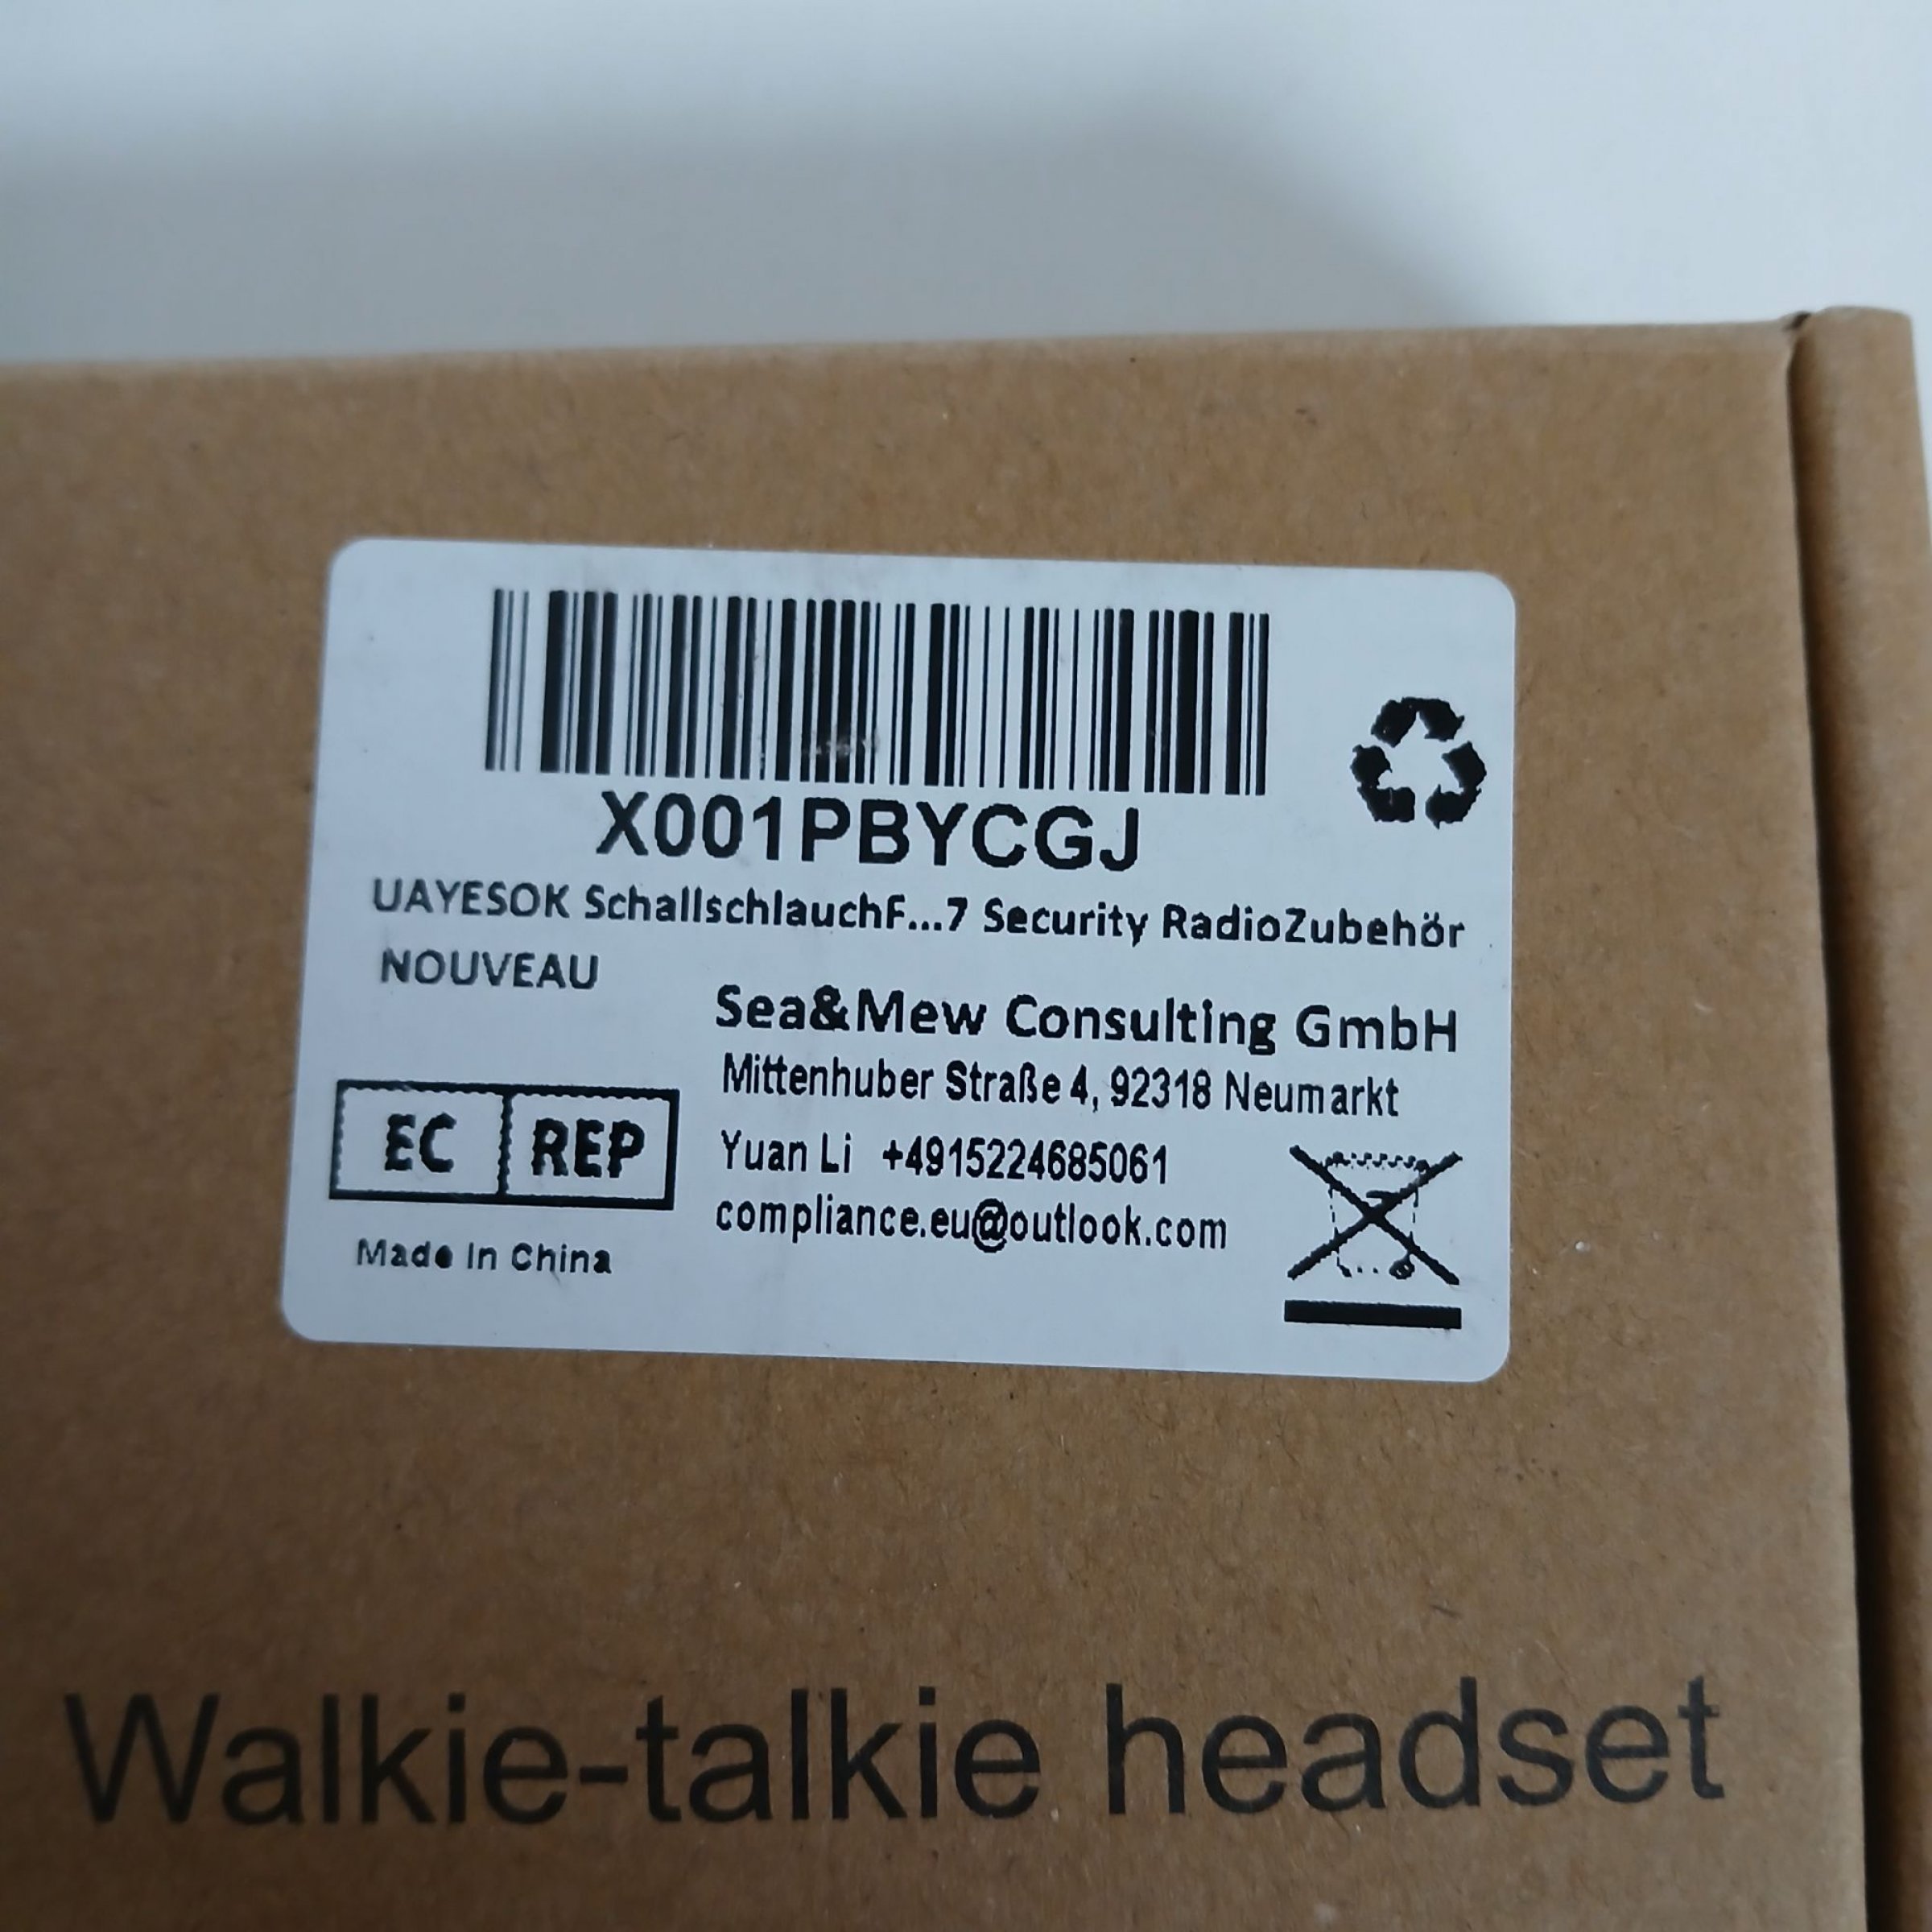 X001PBYCGJ
UAYESOK SchallschlauchF...7 Security RadioZubehör
NOUVEAU
Sea&Mew Consulting GmbH
Mittenhuber Straße 4, 92318 Neumarkt
EC REP
Yuan Li +4915224685061
compliance.eu@outlook.com
Made In China
Walkie-talkie headset